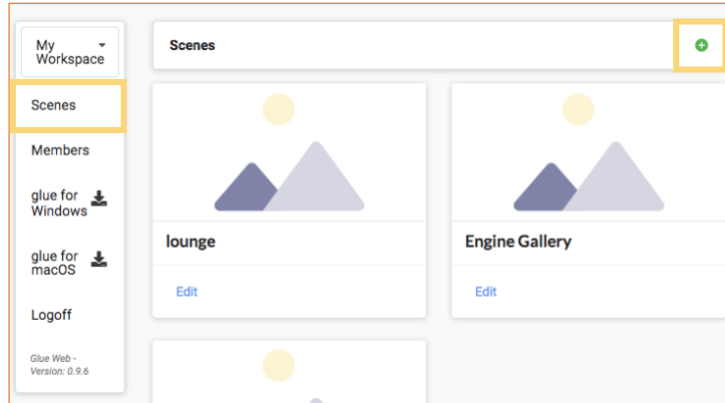 My
Workspace
Scenes
Members
glue for
Windows
glue for
macOS
Logoff
Glue Web -
Version: 0.9.6
Scenes
lounge
Edit
Engine Gallery
Edit